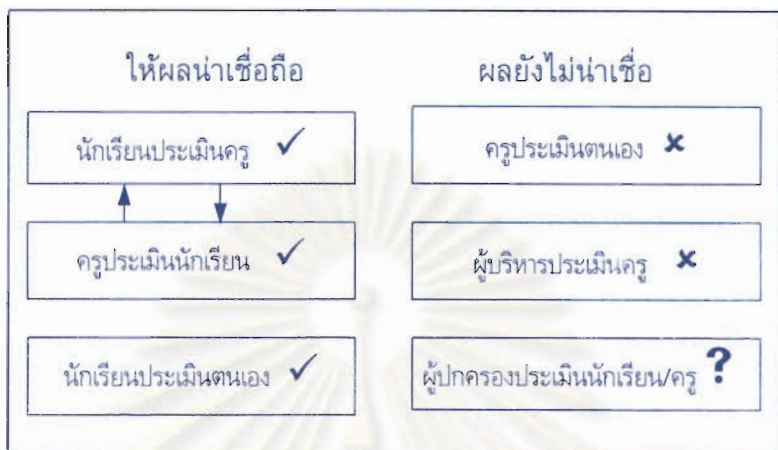 ให้ผลน่าเชื่อถือ
นักเรียนประเมินครู ✓
ครูประเมินนักเรียน ✓
นักเรียนประเมินตนเอง ✓
ผลยังไม่น่าเชื่อ
ครูประเมินตนเอง ×
ผู้บริหารประเมินครู ×
ผู้ปกครองประเมินนักเรียน/ครู ?